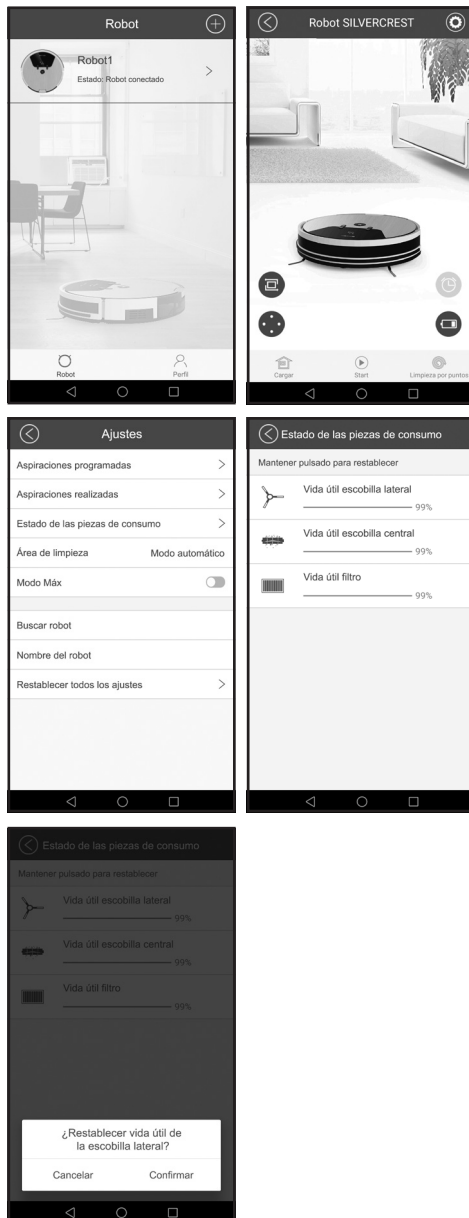 Robot
Robot1
Estado: Robot conectado
Robot
Perfil
Robot SILVERCREST
Cargar
Start
Limpieza por puntos
Ajustes
Aspiraciones programadas
Aspiraciones realizadas
Estado de las piezas de consumo
Área de limpieza Modo automático
Modo Máx
Buscar robot
Nombre del robot
Restablecer todos los ajustes
Estado de las piezas de consumo
Mantener pulsado para restablecer
Vida útil escobilla lateral
99%
Vida útil escobilla central
99%
Vida útil filtro
99%
Estado de las piezas de consumo
Mantener pulsado para restablecer
Vida útil escobilla lateral
99%
Vida útil escobilla central
99%
Vida útil filtro
99%
¿Restablecer vida útil de
la escobilla lateral?
Cancelar Confirmar